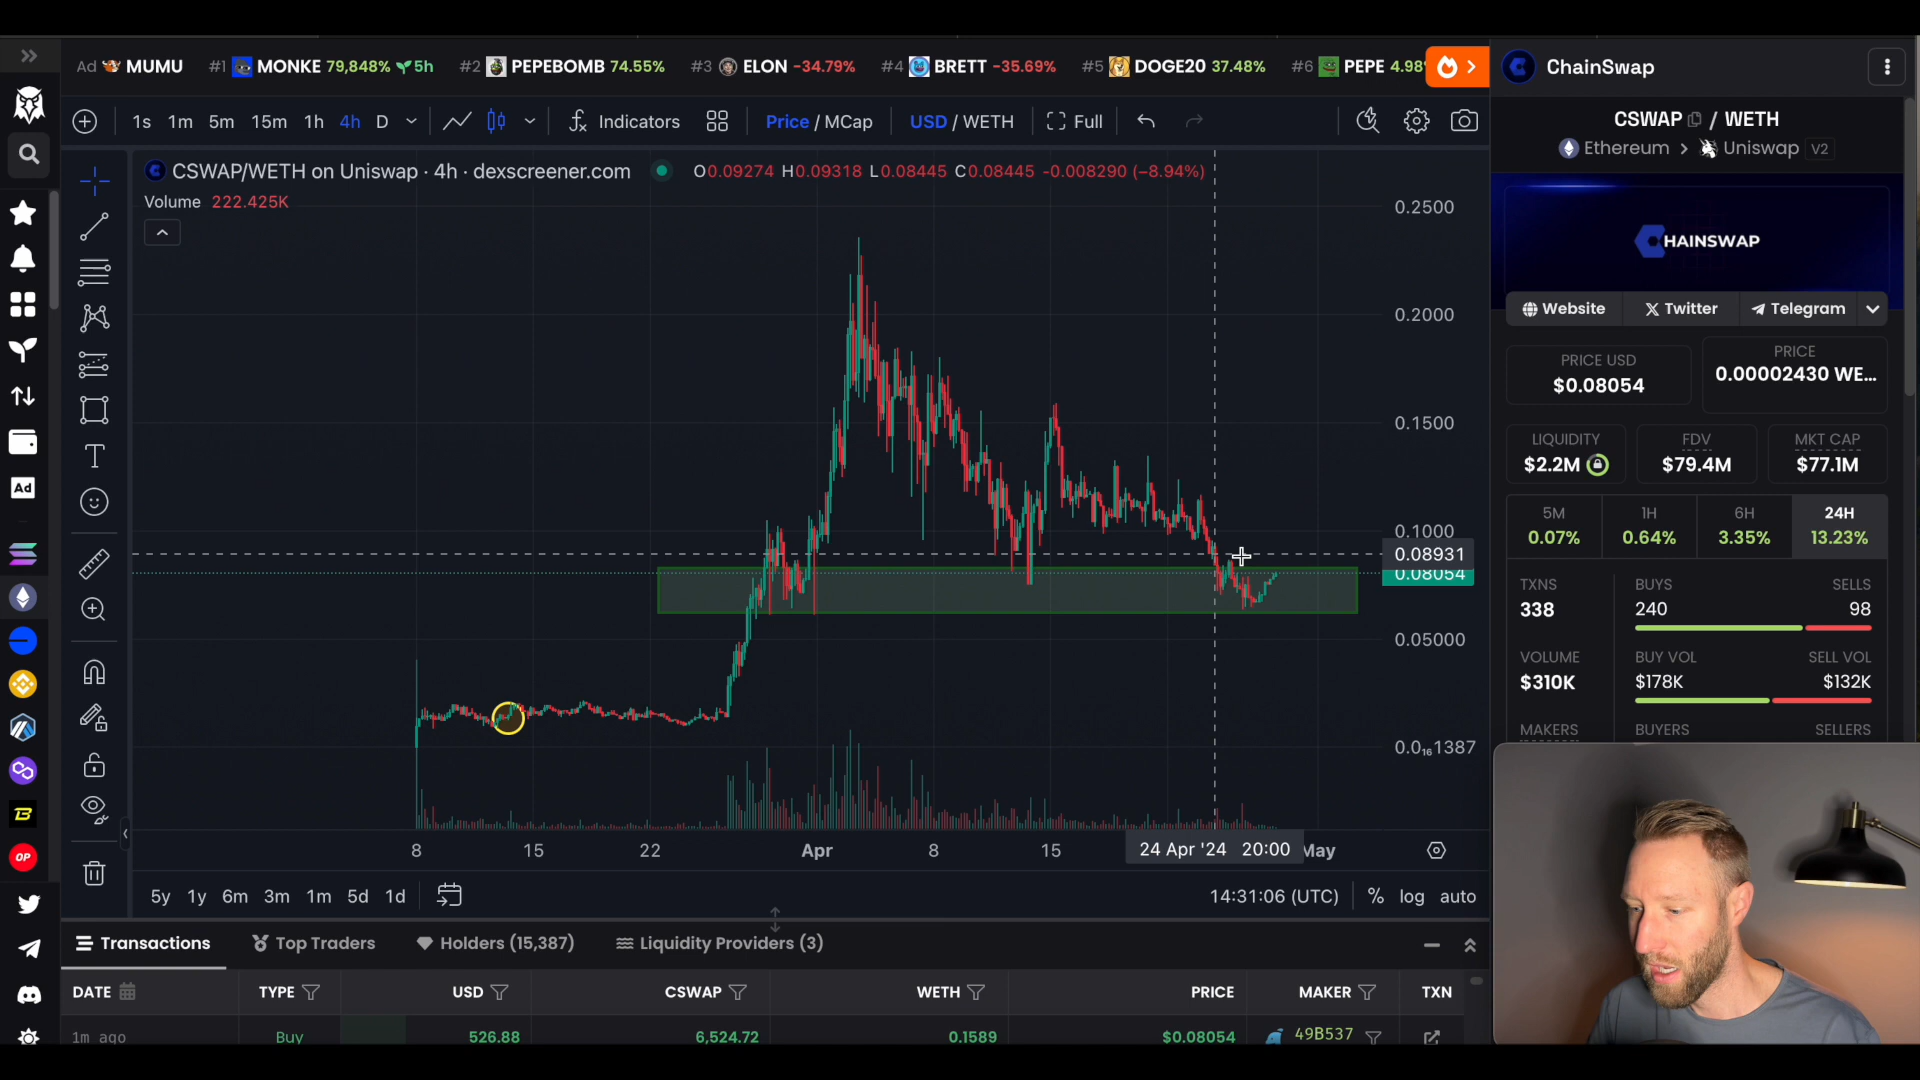 Ad MUMU #1 MONKE 79,848% 5h #2 PEPEBOMB 74.55% #3 ELON -34.79% #4 BRETT -35.69% #5 DOGE20 37.48% #6 PEPE 4.98
ChainSwap
1s 1m 5m 15m 1h 4h D Indicators Price / MCap USD / WETH Full
CSWAP / WETH
Ethereum > Uniswap V2
CSWAP/WETH on Uniswap · 4h · dexscreener.com O0.09274 H0.09318 L0.08445 C0.08445 -0.008290 (−8.94%)
Volume 222.425K
CHAINSWAP
Website Twitter Telegram
PRICE USD
$0.08054
PRICE
0.00002430 WE...
LIQUIDITY
$2.2M
FDV
$79.4M
MKT CAP
$77.1M
5M
0.07%
1H
0.64%
6H
3.35%
24H
13.23%
TXNS
338
BUYS
240
SELLS
98
VOLUME
$310K
BUY VOL
$178K
SELL VOL
$132K
MAKERS BUYERS SELLERS
0.2500
0.2000
0.1500
0.1000
0.08931
0.08054
0.05000
0.0₁₆1387
8 15 22 Apr 8 15 24 Apr '24 20:00 May
5y 1y 6m 3m 1m 5d 1d 14:31:06 (UTC) % log auto
Ad
B
OP
Transactions Top Traders Holders (15,387) Liquidity Providers (3)
DATE TYPE USD CSWAP WETH PRICE MAKER TXN
1m ago Buy 526.88 6,524.72 0.1589 $0.08054 49B537